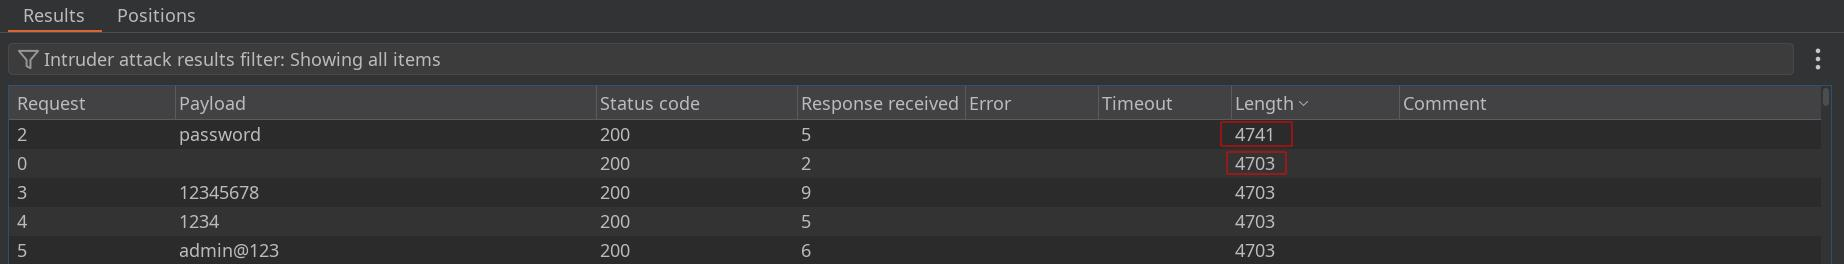 Results Positions
Intruder attack results filter: Showing all items
Request Payload Status code Response received Error Timeout Length Comment
2 password 200 5 4741
0 200 2 4703
3 12345678 200 9 4703
4 1234 200 5 4703
5 admin@123 200 6 4703